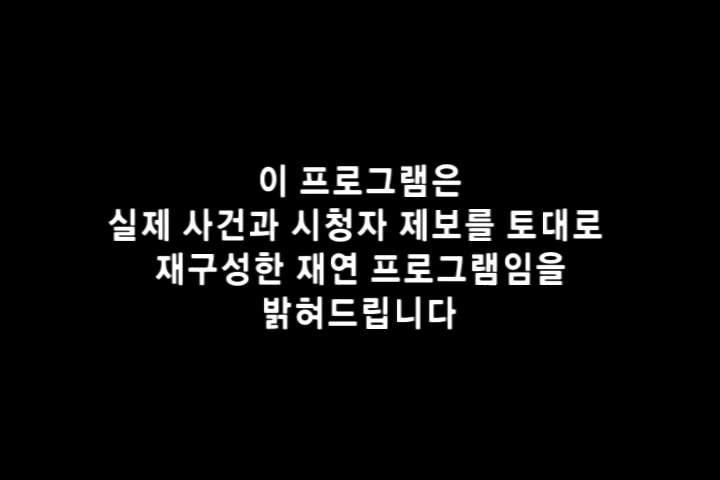 이 프로그램은
실제 사건과 시청자 제보를 토대로
재구성한 재연 프로그램임을
밝혀드립니다